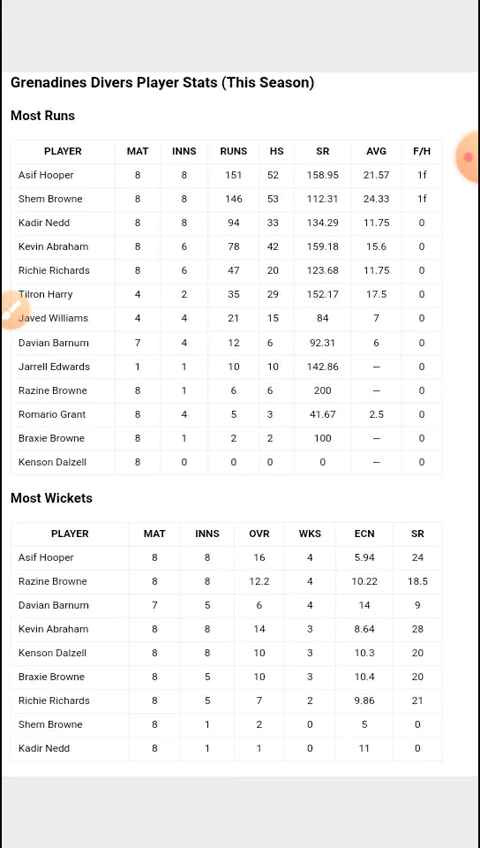 Grenadines Divers Player Stats (This Season)
Most Runs
PLAYER MAT INNS RUNS HS SR AVG F/H
Asif Hooper 8 8 151 52 158.95 21.57 1f
Shem Browne 8 8 146 53 112.31 24.33 1f
Kadir Nedd 8 8 94 33 134.29 11.75 0
Kevin Abraham 8 6 78 42 159.18 15.6 0
Richie Richards 8 6 47 20 123.68 11.75 0
Tilron Harry 4 2 35 29 152.17 17.5 0
Javed Williams 4 4 21 15 84 7 0
Davian Barnum 7 4 12 6 92.31 6 0
Jarrell Edwards 1 1 10 10 142.86 — 0
Razine Browne 8 1 6 6 200 — 0
Romario Grant 8 4 5 3 41.67 2.5 0
Braxie Browne 8 1 2 2 100 — 0
Kenson Dalzell 8 0 0 0 0 — 0
Most Wickets
PLAYER MAT INNS OVR WKS ECN SR
Asif Hooper 8 8 16 4 5.94 24
Razine Browne 8 8 12.2 4 10.22 18.5
Davian Barnum 7 5 6 4 14 9
Kevin Abraham 8 8 14 3 8.64 28
Kenson Dalzell 8 8 10 3 10.3 20
Braxie Browne 8 5 10 3 10.4 20
Richie Richards 8 5 7 2 9.86 21
Shem Browne 8 1 2 0 5 0
Kadir Nedd 8 1 1 0 11 0